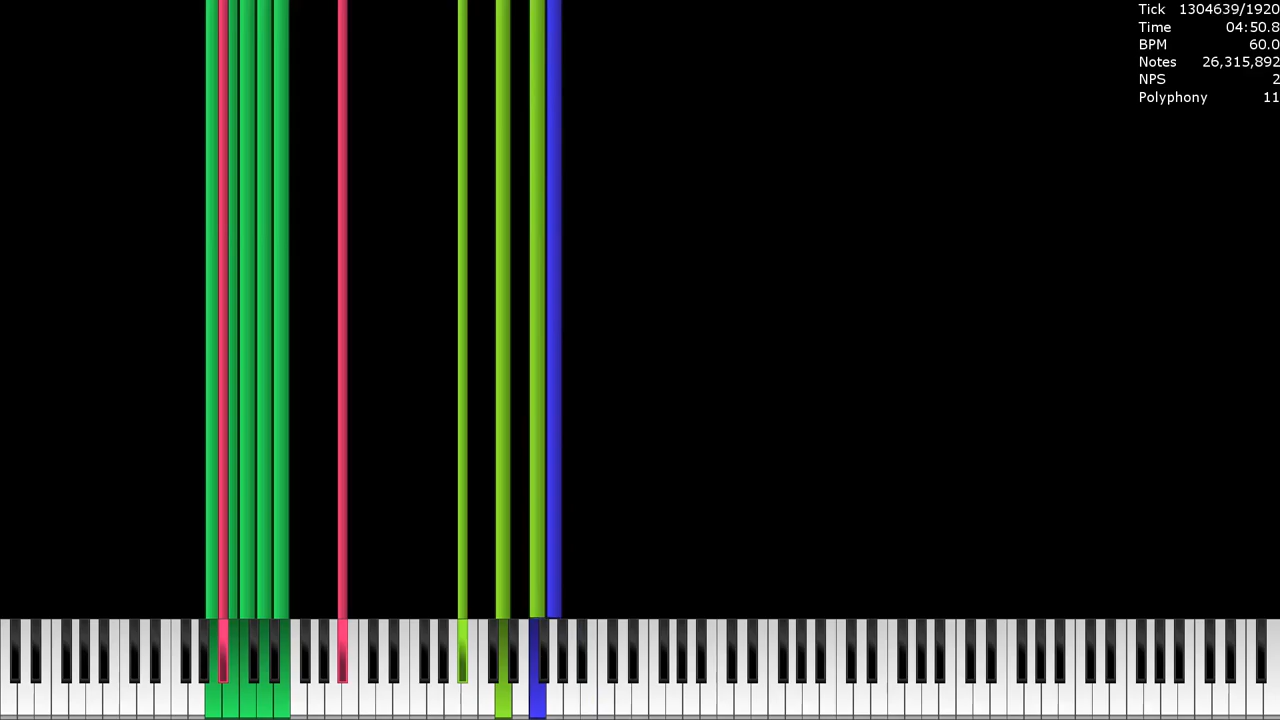 Tick 1304639/1920
Time 04:50.8
BPM 60.0
Notes 26,315,892
NPS 2
Polyphony 11